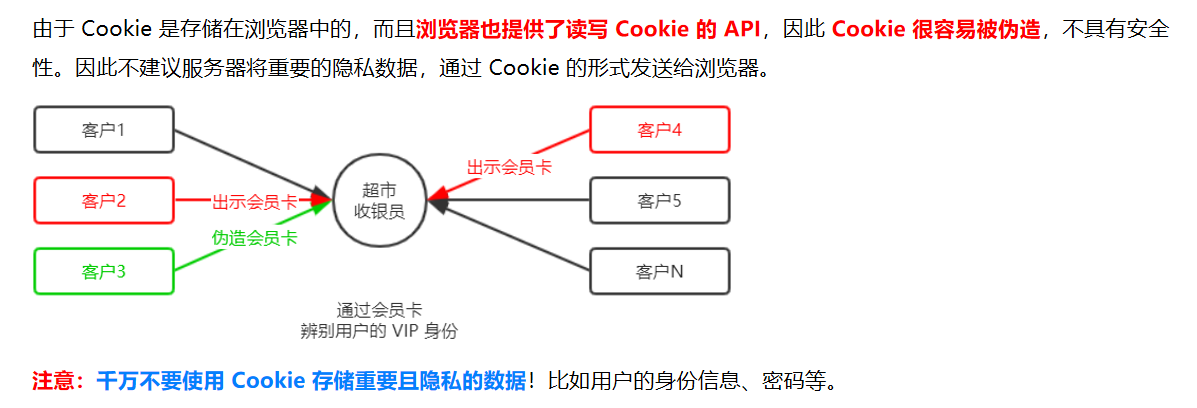 由于 Cookie 是存储在浏览器中的，而且浏览器也提供了读写 Cookie 的 API，因此 Cookie 很容易被伪造，不具有安全
性。因此不建议服务器将重要的隐私数据，通过 Cookie 的形式发送给浏览器。
客户1
客户4
出示会员卡
超市
收银员
客户2
出示会员卡
客户5
伪造会员卡
客户3
客户N
通过会员卡
辨别用户的 VIP 身份
注意：千万不要使用 Cookie 存储重要且隐私的数据！比如用户的身份信息、密码等。